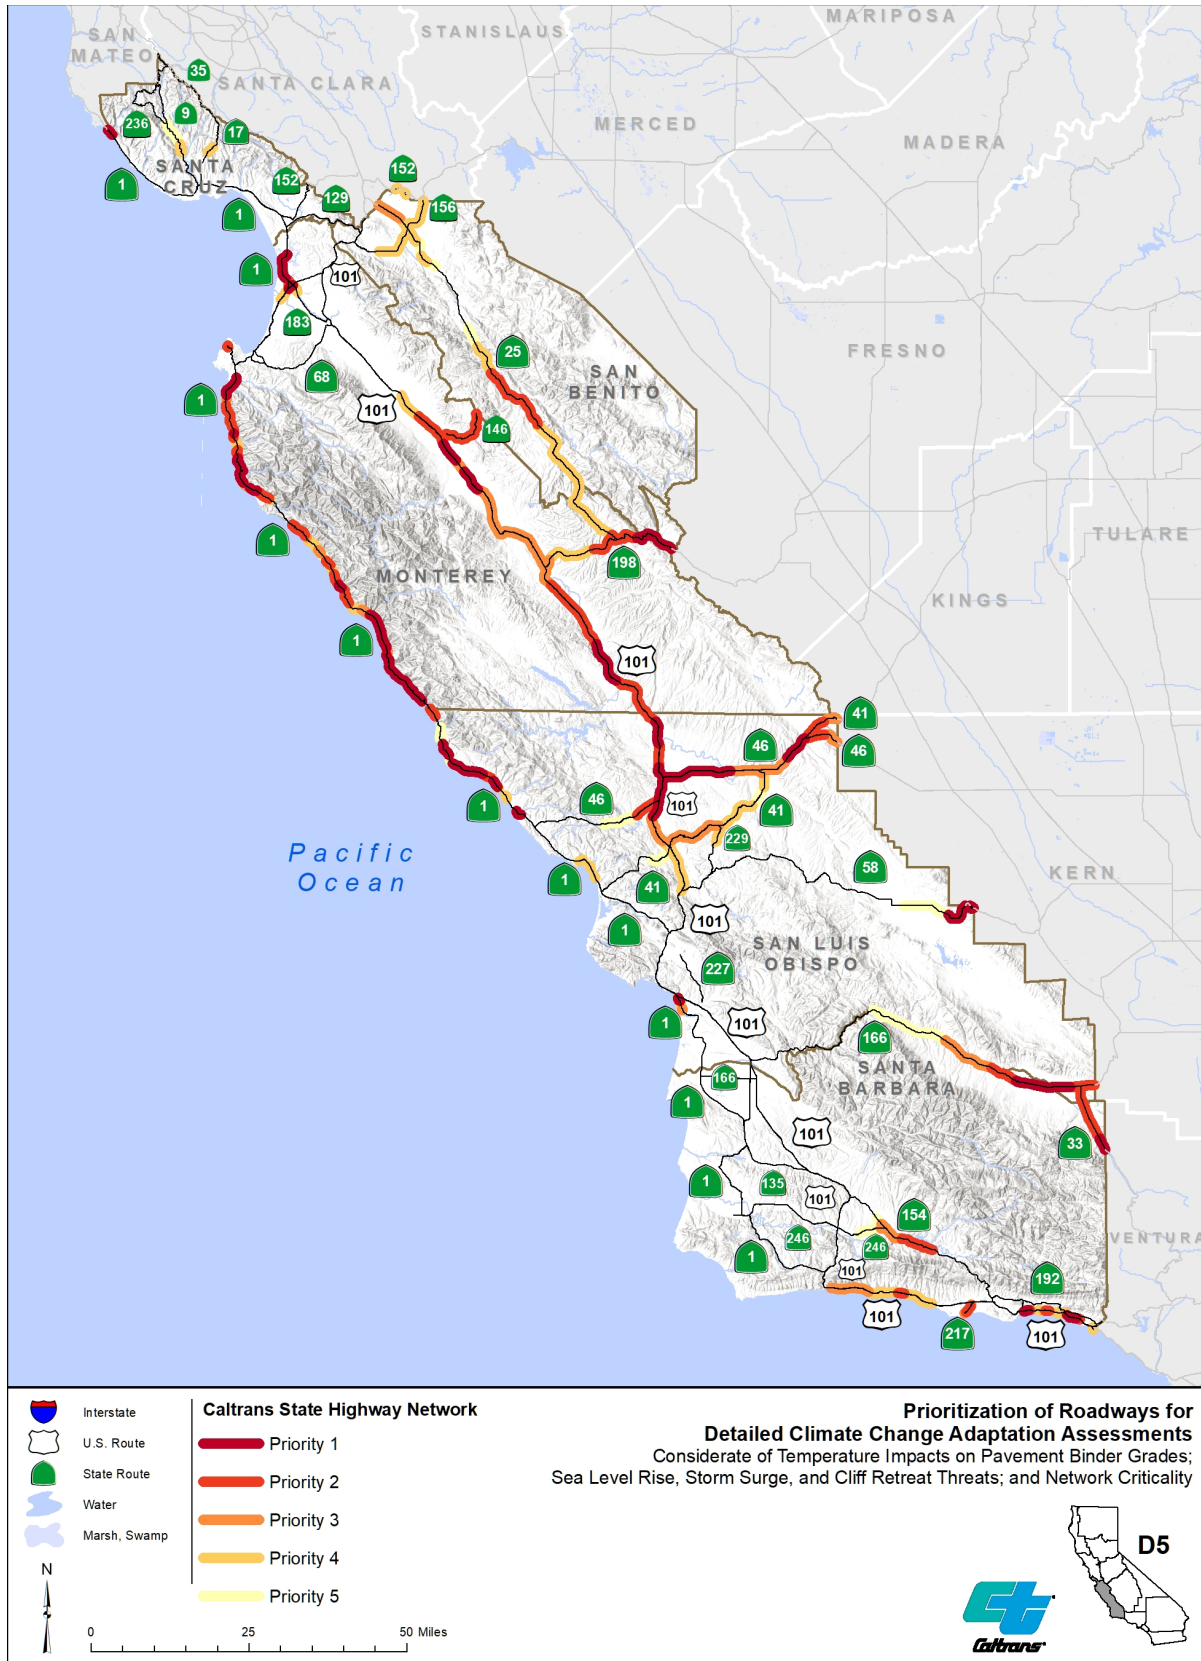 SAN
MATEO
STANISLAUS
MARIPOSA
35
SANTA CLARA
9
236
17
MERCED
MADERA
SANTA
CRUZ
152
152
1
129
156
1
1
101
183
25
FRESNO
SAN
BENITO
68
1
101
146
1
198
TULARE
MONTEREY
KINGS
1
101
41
46
46
1
46
101
41
229
Pacific
Ocean
1
41
58
KERN
101
1
SAN LUIS
OBISPO
227
101
1
166
SANTA
BARBARA
166
1
101
33
1
135
101
154
246
246
1
101
VENTURA
192
101
217
101
Interstate
U.S. Route
State Route
Water
Marsh, Swamp
N
Caltrans State Highway Network
Priority 1
Priority 2
Priority 3
Priority 4
Priority 5
0 25 50 Miles
Prioritization of Roadways for
Detailed Climate Change Adaptation Assessments
Considerate of Temperature Impacts on Pavement Binder Grades;
Sea Level Rise, Storm Surge, and Cliff Retreat Threats; and Network Criticality
D5
ct
Caltrans